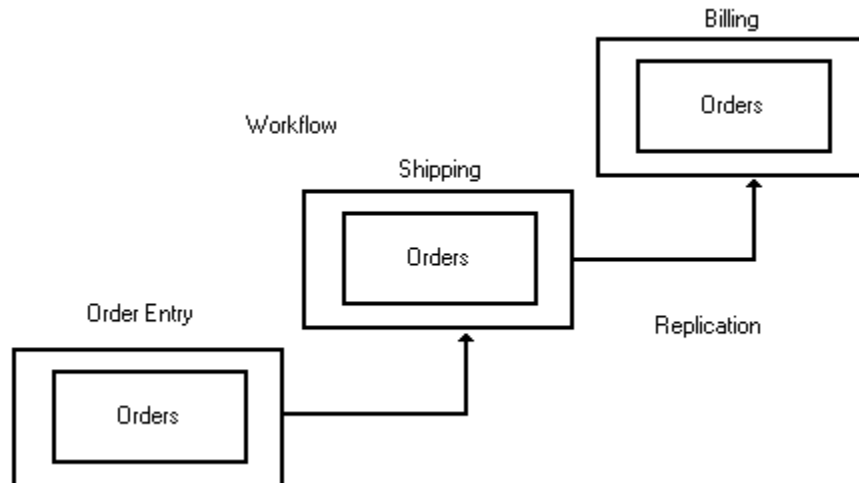 Billing
Orders
Workflow
Shipping
Orders
Order Entry
Replication
Orders